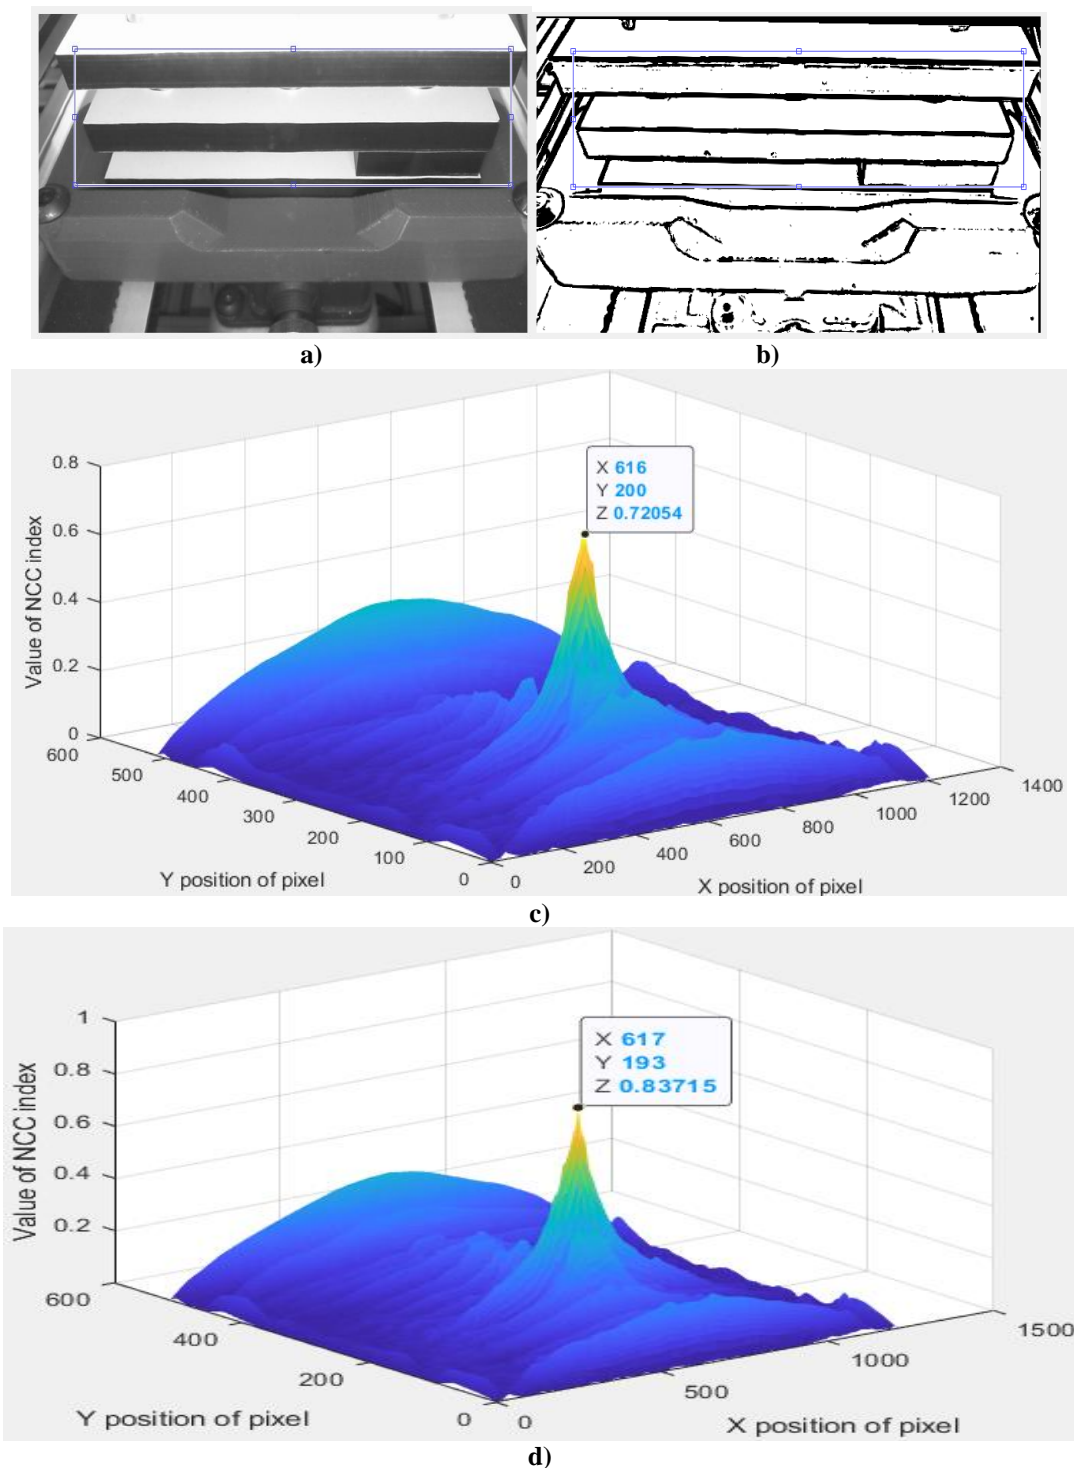 a)
b)
X 616
Y 200
Z 0.72054
0.8
0.6
0.4
0.2
0
Value of NCC index
600
500
400
300
200
100
0
Y position of pixel
0
200
400
600
800
1000
1200
1400
X position of pixel
c)
X 617
Y 193
Z 0.83715
1
0.8
0.6
0.4
0.2
Value of NCC index
600
400
200
0
Y position of pixel
0
500
1000
1500
X position of pixel
d)